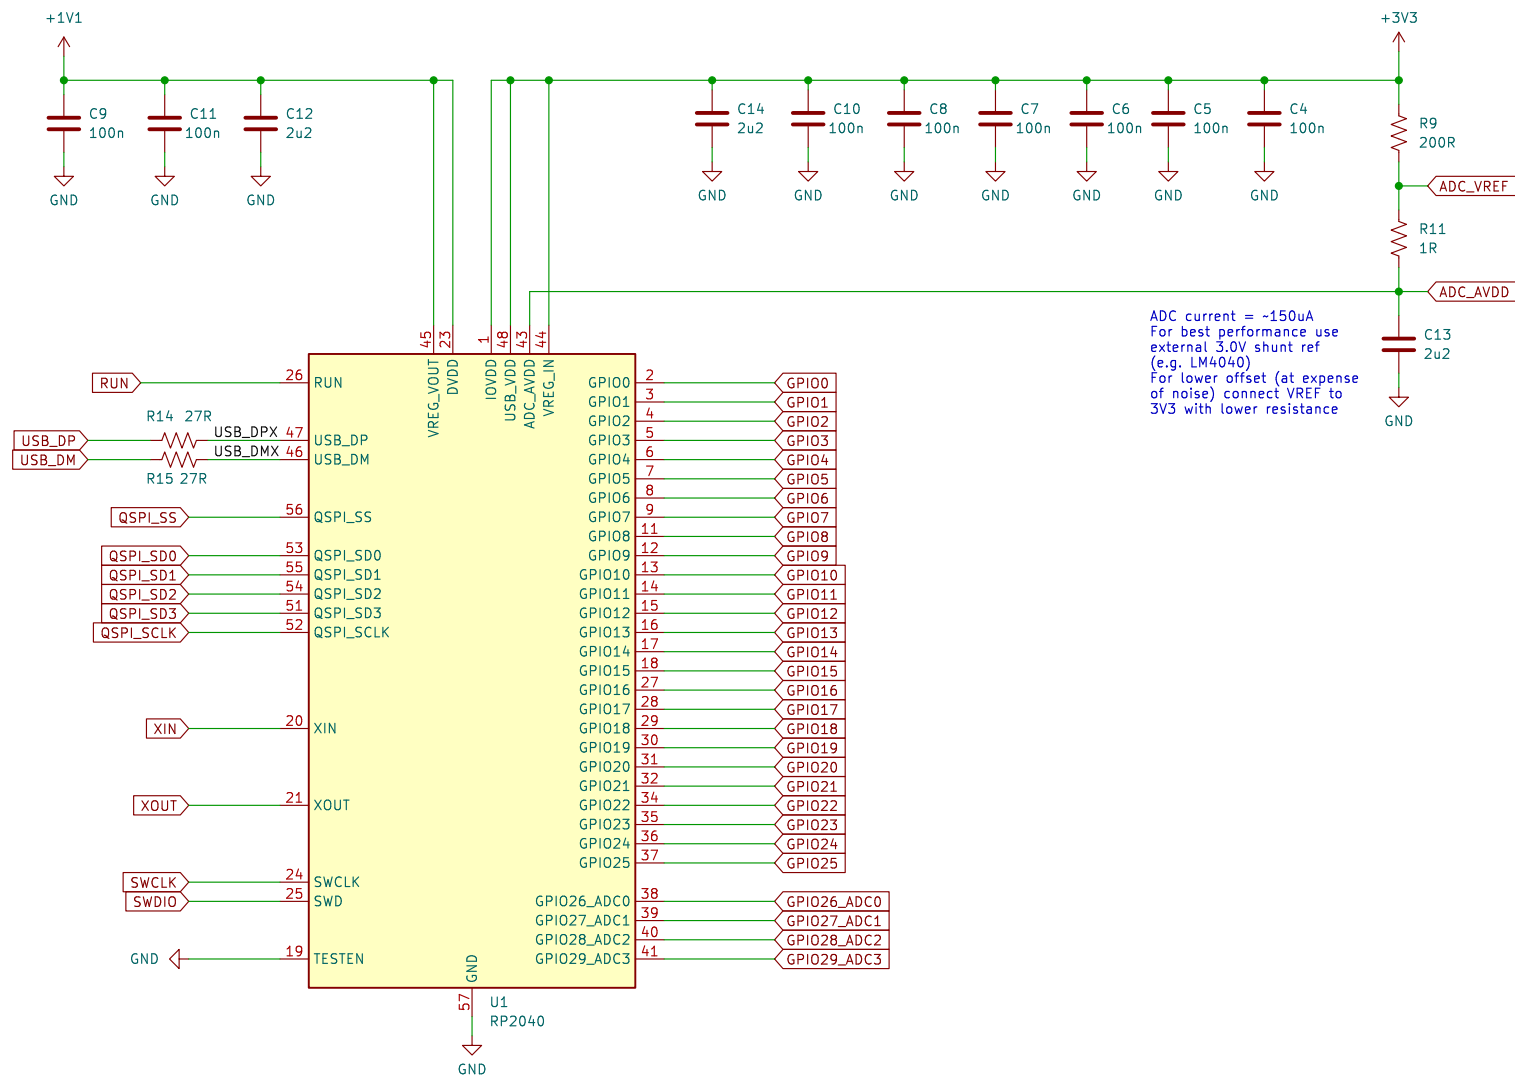 +1V1
+3V3
C9
100n
C11
100n
C12
2u2
C14
2u2
C10
100n
C8
100n
C7
100n
C6
100n
C5
100n
C4
100n
R9
200R
GND
GND
GND
GND
GND
GND
GND
GND
GND
GND
ADC_VREF
R11
1R
ADC_AVDD
ADC current = ~150uA
For best performance use
external 3.0V shunt ref
(e.g. LM4040)
For lower offset (at expense
of noise) connect VREF to
3V3 with lower resistance
C13
2u2
GND
45
23
1
48
43
44
VREG_VOUT
DVDD
IOVDD
USB_VDD
ADC_AVDD
VREG_IN
RUN
26
RUN
R14 27R
USB_DP
USB_DPX
47
USB_DP
USB_DM
USB_DMX
46
USB_DM
R15 27R
QSPI_SS
56
QSPI_SS
QSPI_SD0
53
QSPI_SD0
QSPI_SD1
55
QSPI_SD1
QSPI_SD2
54
QSPI_SD2
QSPI_SD3
51
QSPI_SD3
QSPI_SCLK
52
QSPI_SCLK
XIN
20
XIN
XOUT
21
XOUT
SWCLK
24
SWCLK
SWDIO
25
SWD
GND
19
TESTEN
GPIO0
2
GPIO0
GPIO1
3
GPIO1
GPIO2
4
GPIO2
GPIO3
5
GPIO3
GPIO4
6
GPIO4
GPIO5
7
GPIO5
GPIO6
8
GPIO6
GPIO7
9
GPIO7
GPIO8
11
GPIO8
GPIO9
12
GPIO9
GPIO10
13
GPIO10
GPIO11
14
GPIO11
GPIO12
15
GPIO12
GPIO13
16
GPIO13
GPIO14
17
GPIO14
GPIO15
18
GPIO15
GPIO16
27
GPIO16
GPIO17
28
GPIO17
GPIO18
29
GPIO18
GPIO19
30
GPIO19
GPIO20
31
GPIO20
GPIO21
32
GPIO21
GPIO22
34
GPIO22
GPIO23
35
GPIO23
GPIO24
36
GPIO24
GPIO25
37
GPIO25
GPIO26_ADC0
38
GPIO26_ADC0
GPIO27_ADC1
39
GPIO27_ADC1
GPIO28_ADC2
40
GPIO28_ADC2
GPIO29_ADC3
41
GPIO29_ADC3
GND
57
U1
RP2040
GND